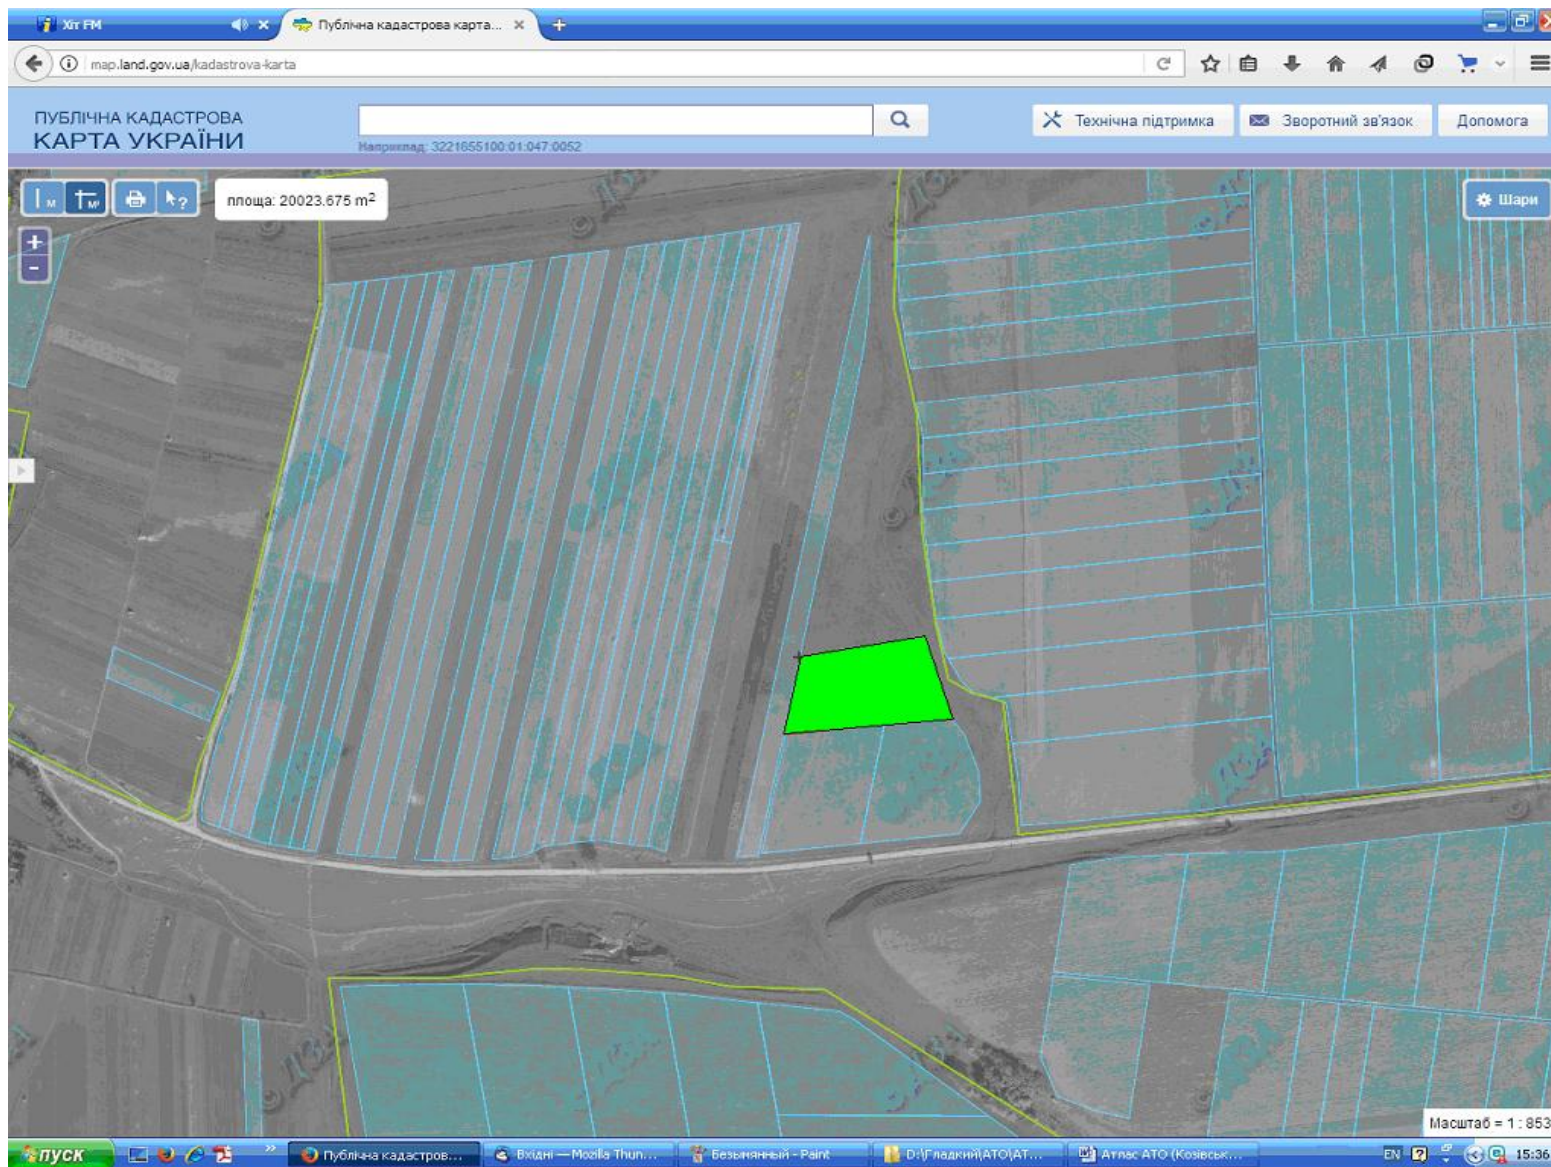 Хіт FM
Публічна кадастрова карта...
map.land.gov.ua/kadastrova-karta
ПУБЛІЧНА КАДАСТРОВА
КАРТА УКРАЇНИ
Наприклад: 3221655100:01:047:0052
Технічна підтримка
Зворотний зв'язок
Допомога
м
м²
?
площа: 20023.675 m²
Шари
+
-
Масштаб = 1 : 853
пуск
Публічна кадастров...
Вхідні — Mozilla Thun...
Безымянный - Paint
D:\Гладкий\АТО\АТ...
Атлас АТО (Козівськ...
EN
15:36